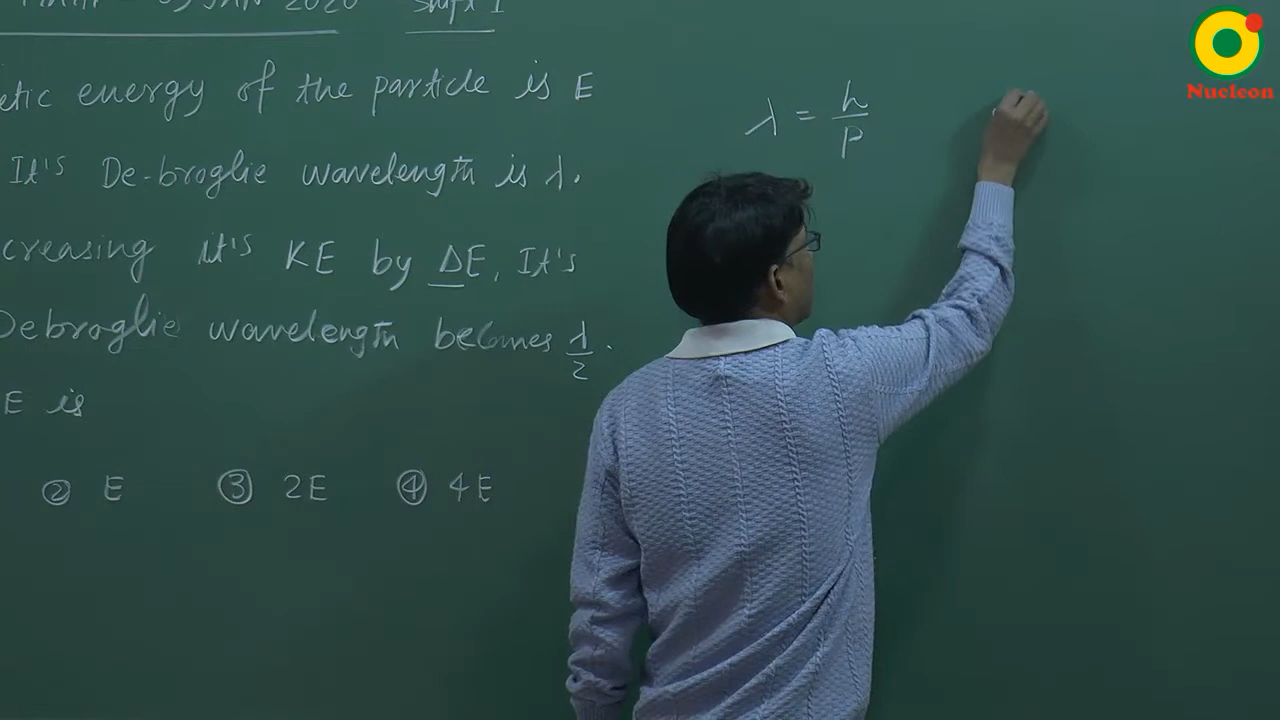 JAN 2020 Shift I
etic energy of the particle is E
It's De-broglie wavelength is λ.
creasing it's KE by ΔE, It's
Debroglie wavelength becomes λ/2.
E is
② E ③ 2E ④ 4E
λ = h/p
Nucleon